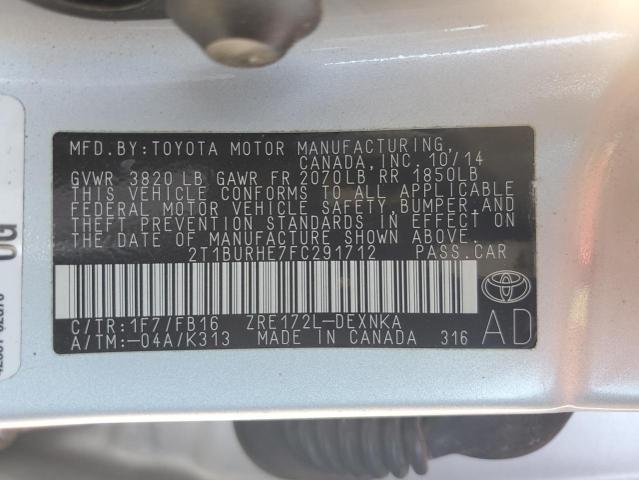 MFD.BY:TOYOTA MOTOR MANUFACTURING,
CANADA, INC. 10/14
GVWR 3820 LB GAWR FR 2070LB RR 1850LB
THIS VEHICLE CONFORMS TO ALL APPLICABLE
FEDERAL MOTOR VEHICLE SAFETY, BUMPER, AND
THEFT PREVENTION STANDARDS IN EFFECT ON
THE DATE OF MANUFACTURE SHOWN ABOVE.
2T1BURHE7FC291712 PASS.CAR
C/TR:1F7/FB16 ZRE172L-DEXNKA
A/TM:-04A/K313 MADE IN CANADA 316
AD